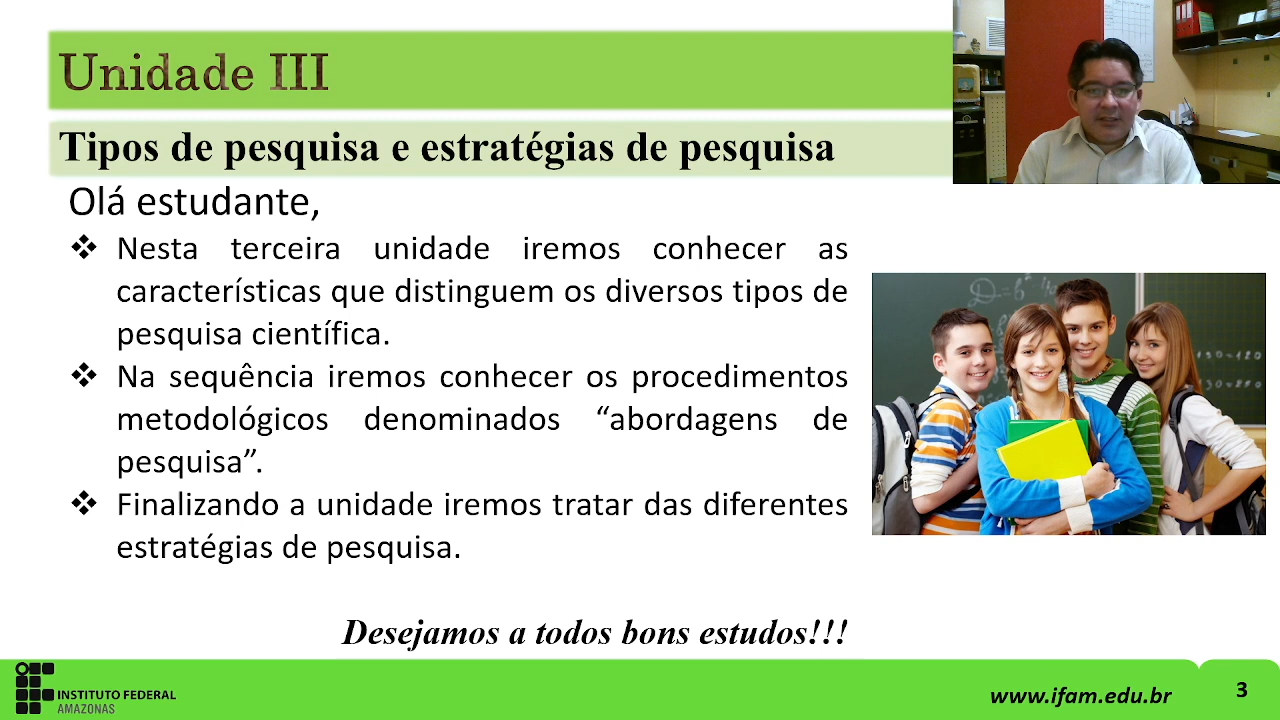 Unidade III
Tipos de pesquisa e estratégias de pesquisa
Olá estudante,
❖ Nesta terceira unidade iremos conhecer as
características que distinguem os diversos tipos de
pesquisa científica.
❖ Na sequência iremos conhecer os procedimentos
metodológicos denominados “abordagens de
pesquisa”.
❖ Finalizando a unidade iremos tratar das diferentes
estratégias de pesquisa.
Desejamos a todos bons estudos!!!
INSTITUTO FEDERAL
AMAZONAS
www.ifam.edu.br
3